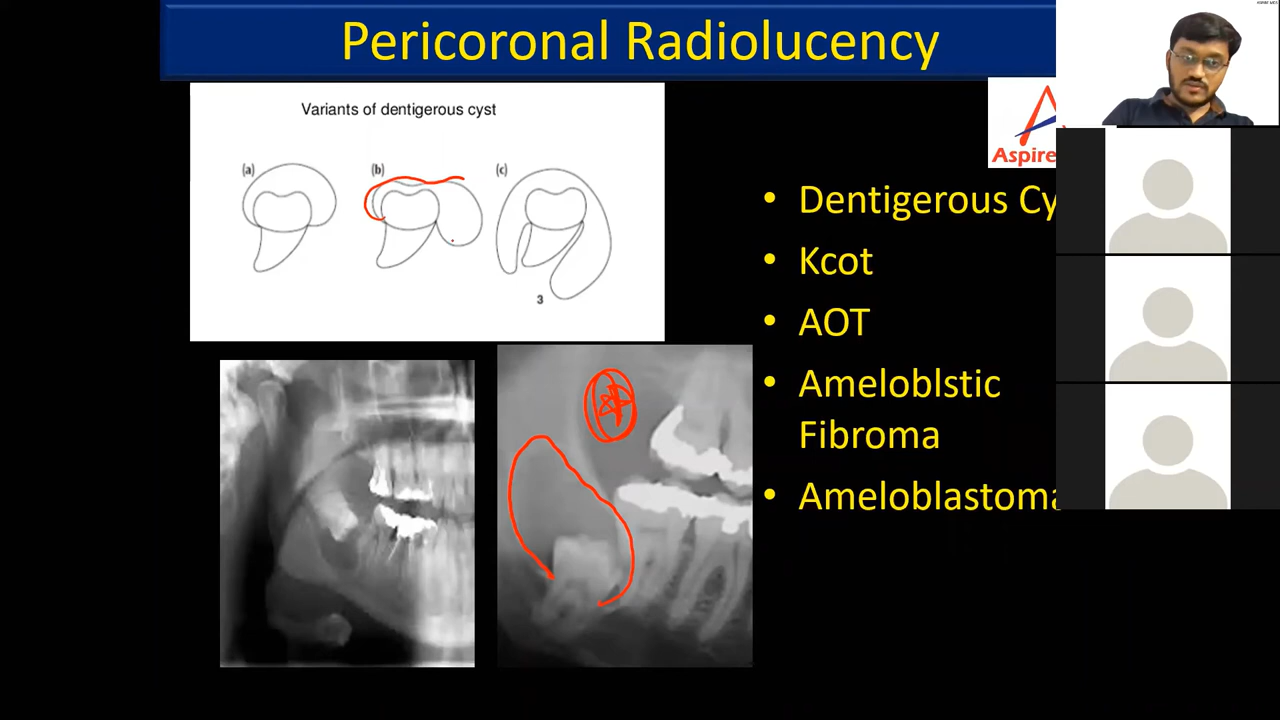 Pericoronal Radiolucency
Variants of dentigerous cyst
(a) (b) (c)
3
Aspire
• Dentigerous Cy
• Kcot
• AOT
• Ameloblstic
Fibroma
• Ameloblastoma